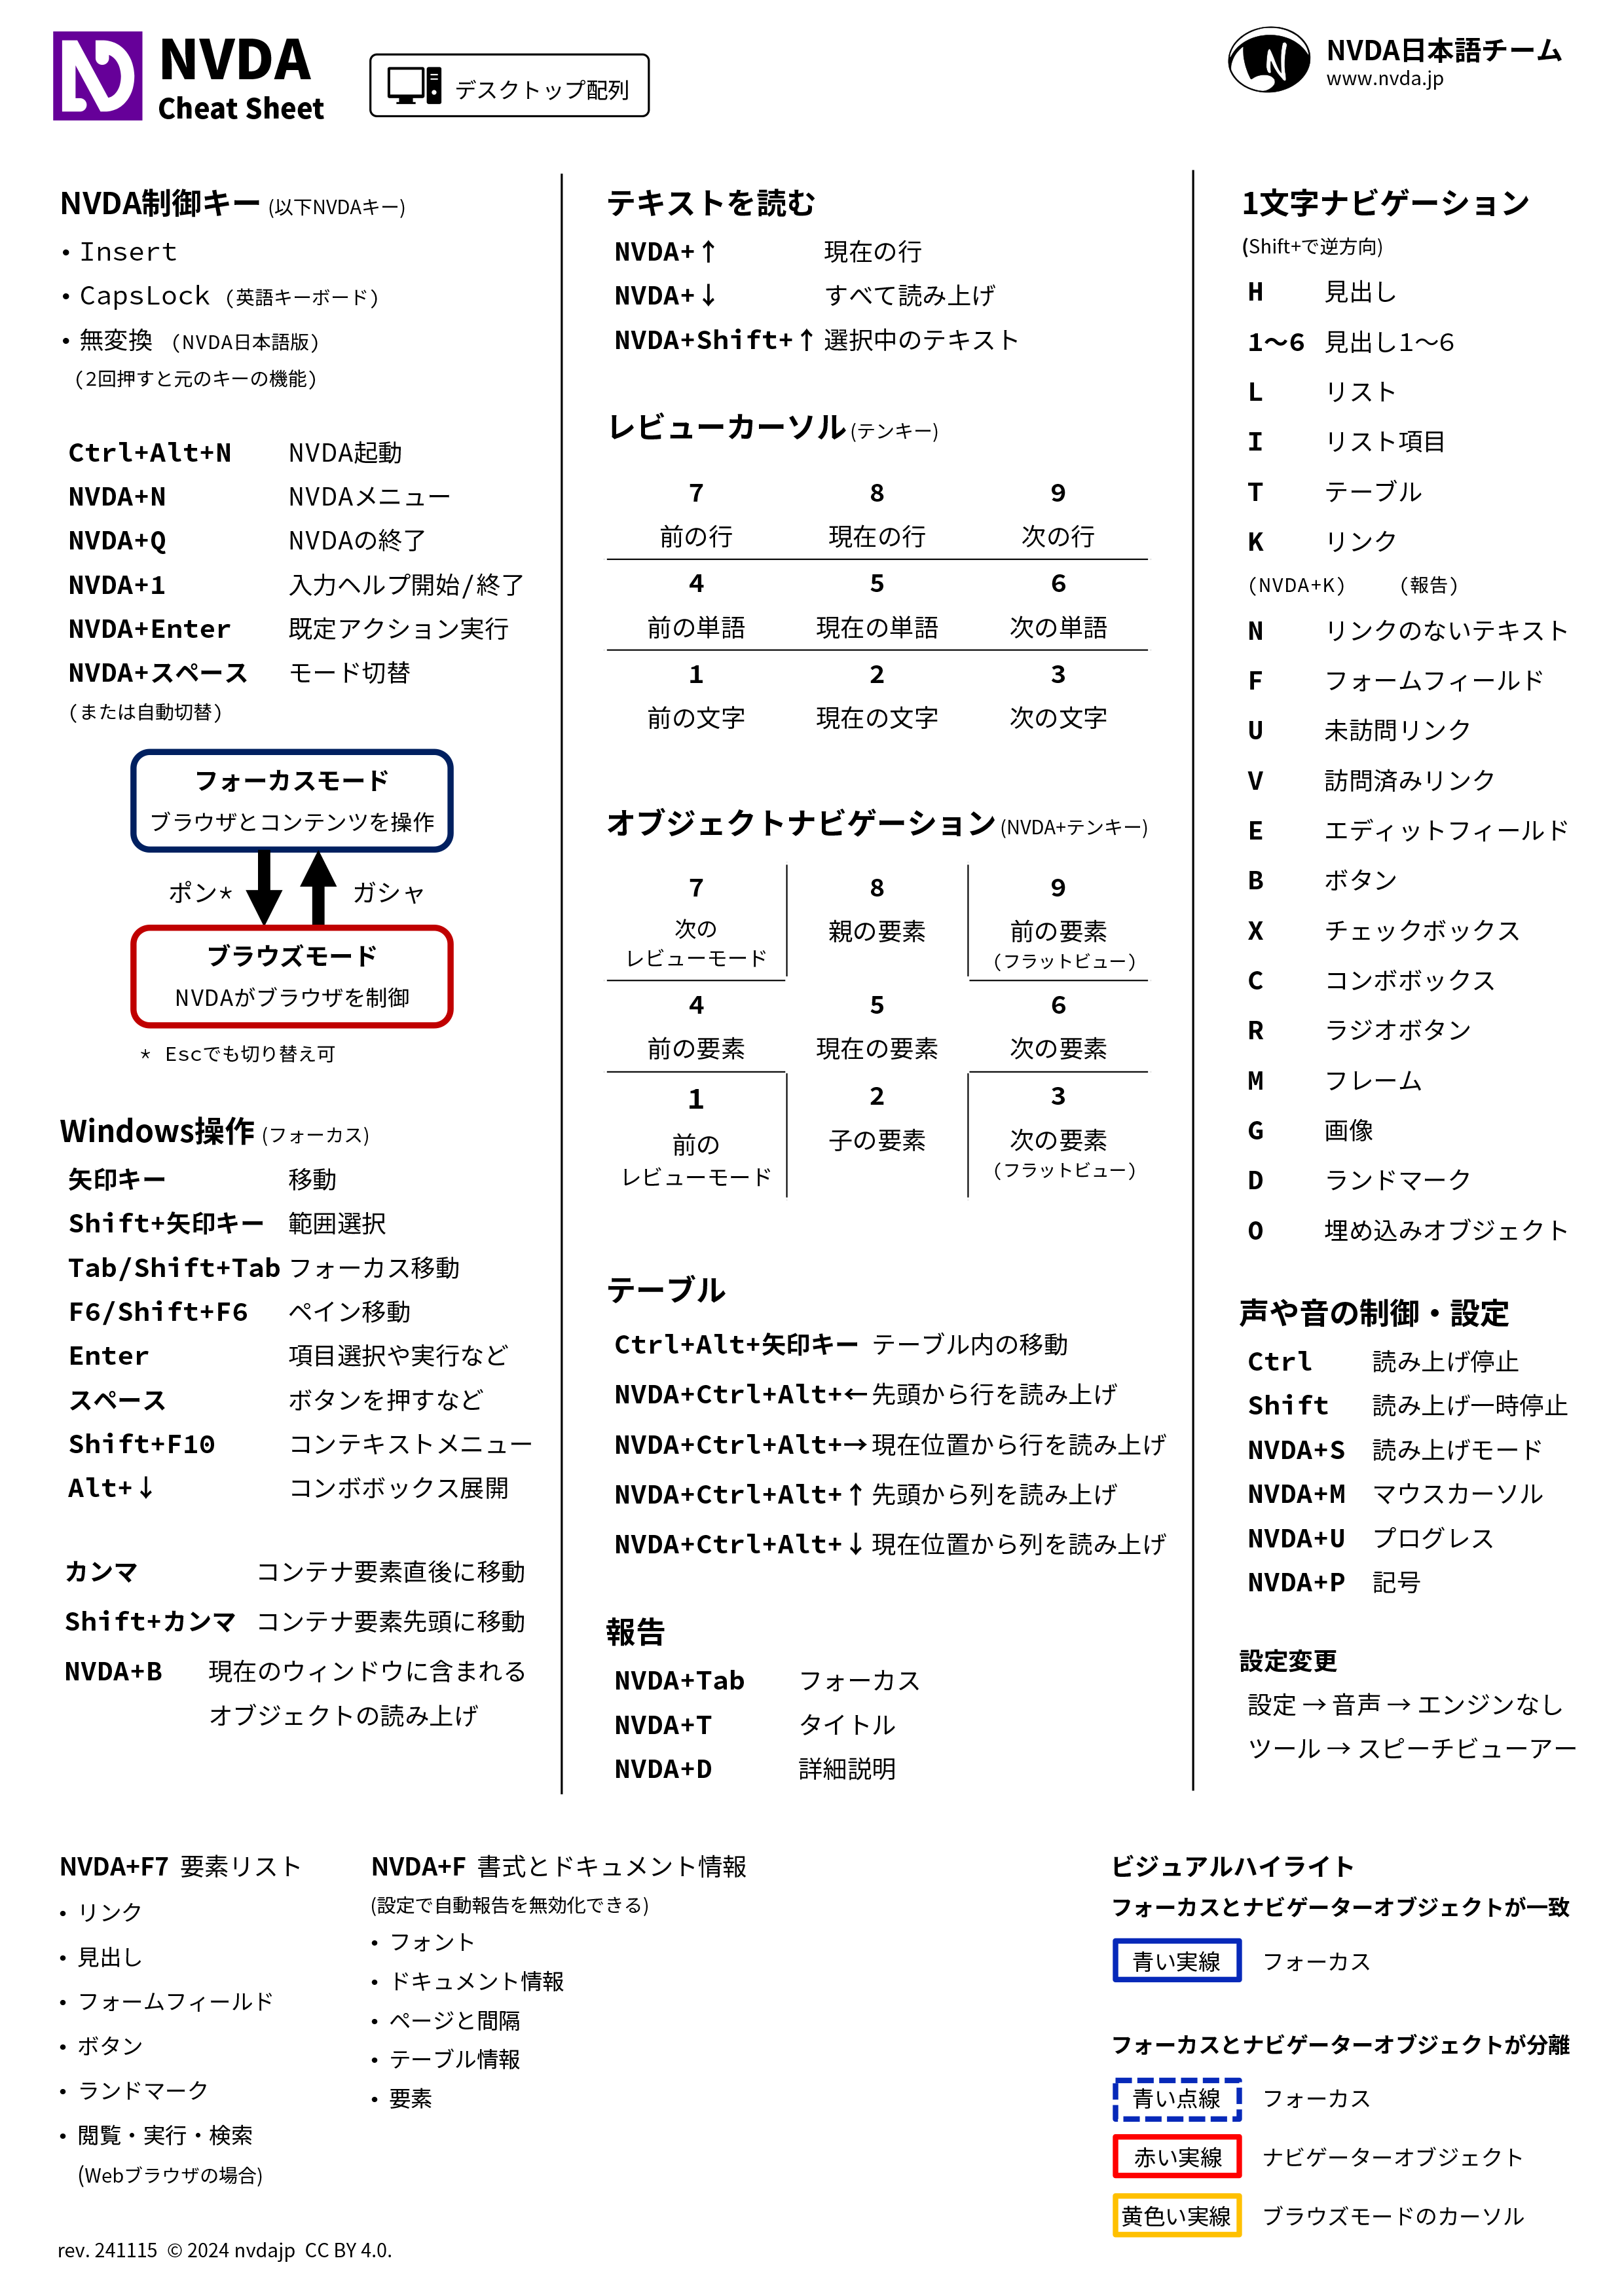 NVDA
Cheat Sheet
デスクトップ配列
NVDA日本語チーム
www.nvda.jp
NVDA制御キー (以下NVDAキー)
• Insert
• CapsLock (英語キーボード)
• 無変換 (NVDA日本語版)
(2回押すと元のキーの機能)
Ctrl+Alt+N NVDA起動
NVDA+N NVDAメニュー
NVDA+Q NVDAの終了
NVDA+1 入力ヘルプ開始/終了
NVDA+Enter 既定アクション実行
NVDA+スペース モード切替
(または自動切替)
フォーカスモード
ブラウザとコンテンツを操作
ポン* ガシャ
ブラウズモード
NVDAがブラウザを制御
* Escでも切り替え可
Windows操作 (フォーカス)
矢印キー 移動
Shift+矢印キー 範囲選択
Tab/Shift+Tab フォーカス移動
F6/Shift+F6 ペイン移動
Enter 項目選択や実行など
スペース ボタンを押すなど
Shift+F10 コンテキストメニュー
Alt+↓ コンボボックス展開
カンマ コンテナ要素直後に移動
Shift+カンマ コンテナ要素先頭に移動
NVDA+B 現在のウィンドウに含まれる
オブジェクトの読み上げ
テキストを読む
NVDA+↑ 現在の行
NVDA+↓ すべて読み上げ
NVDA+Shift+↑ 選択中のテキスト
レビューカーソル (テンキー)
7 8 9
前の行 現在の行 次の行
4 5 6
前の単語 現在の単語 次の単語
1 2 3
前の文字 現在の文字 次の文字
オブジェクトナビゲーション (NVDA+テンキー)
7 8 9
次の 親の要素 前の要素
レビューモード (フラットビュー)
4 5 6
前の要素 現在の要素 次の要素
1 2 3
前の 子の要素 次の要素
レビューモード (フラットビュー)
テーブル
Ctrl+Alt+矢印キー テーブル内の移動
NVDA+Ctrl+Alt+← 先頭から行を読み上げ
NVDA+Ctrl+Alt+→ 現在位置から行を読み上げ
NVDA+Ctrl+Alt+↑ 先頭から列を読み上げ
NVDA+Ctrl+Alt+↓ 現在位置から列を読み上げ
報告
NVDA+Tab フォーカス
NVDA+T タイトル
NVDA+D 詳細説明
1文字ナビゲーション
(Shift+で逆方向)
H 見出し
1〜6 見出し1〜6
L リスト
I リスト項目
T テーブル
K リンク
(NVDA+K) (報告)
N リンクのないテキスト
F フォームフィールド
U 未訪問リンク
V 訪問済みリンク
E エディットフィールド
B ボタン
X チェックボックス
C コンボボックス
R ラジオボタン
M フレーム
G 画像
D ランドマーク
O 埋め込みオブジェクト
声や音の制御・設定
Ctrl 読み上げ停止
Shift 読み上げ一時停止
NVDA+S 読み上げモード
NVDA+M マウスカーソル
NVDA+U プログレス
NVDA+P 記号
設定変更
設定 → 音声 → エンジンなし
ツール → スピーチビューアー
NVDA+F7 要素リスト
• リンク
• 見出し
• フォームフィールド
• ボタン
• ランドマーク
• 閲覧・実行・検索
(Webブラウザの場合)
NVDA+F 書式とドキュメント情報
(設定で自動報告を無効化できる)
• フォント
• ドキュメント情報
• ページと間隔
• テーブル情報
• 要素
ビジュアルハイライト
フォーカスとナビゲーターオブジェクトが一致
青い実線 フォーカス
フォーカスとナビゲーターオブジェクトが分離
青い点線 フォーカス
赤い実線 ナビゲーターオブジェクト
黄色い実線 ブラウズモードのカーソル
rev. 241115 © 2024 nvdajp CC BY 4.0.